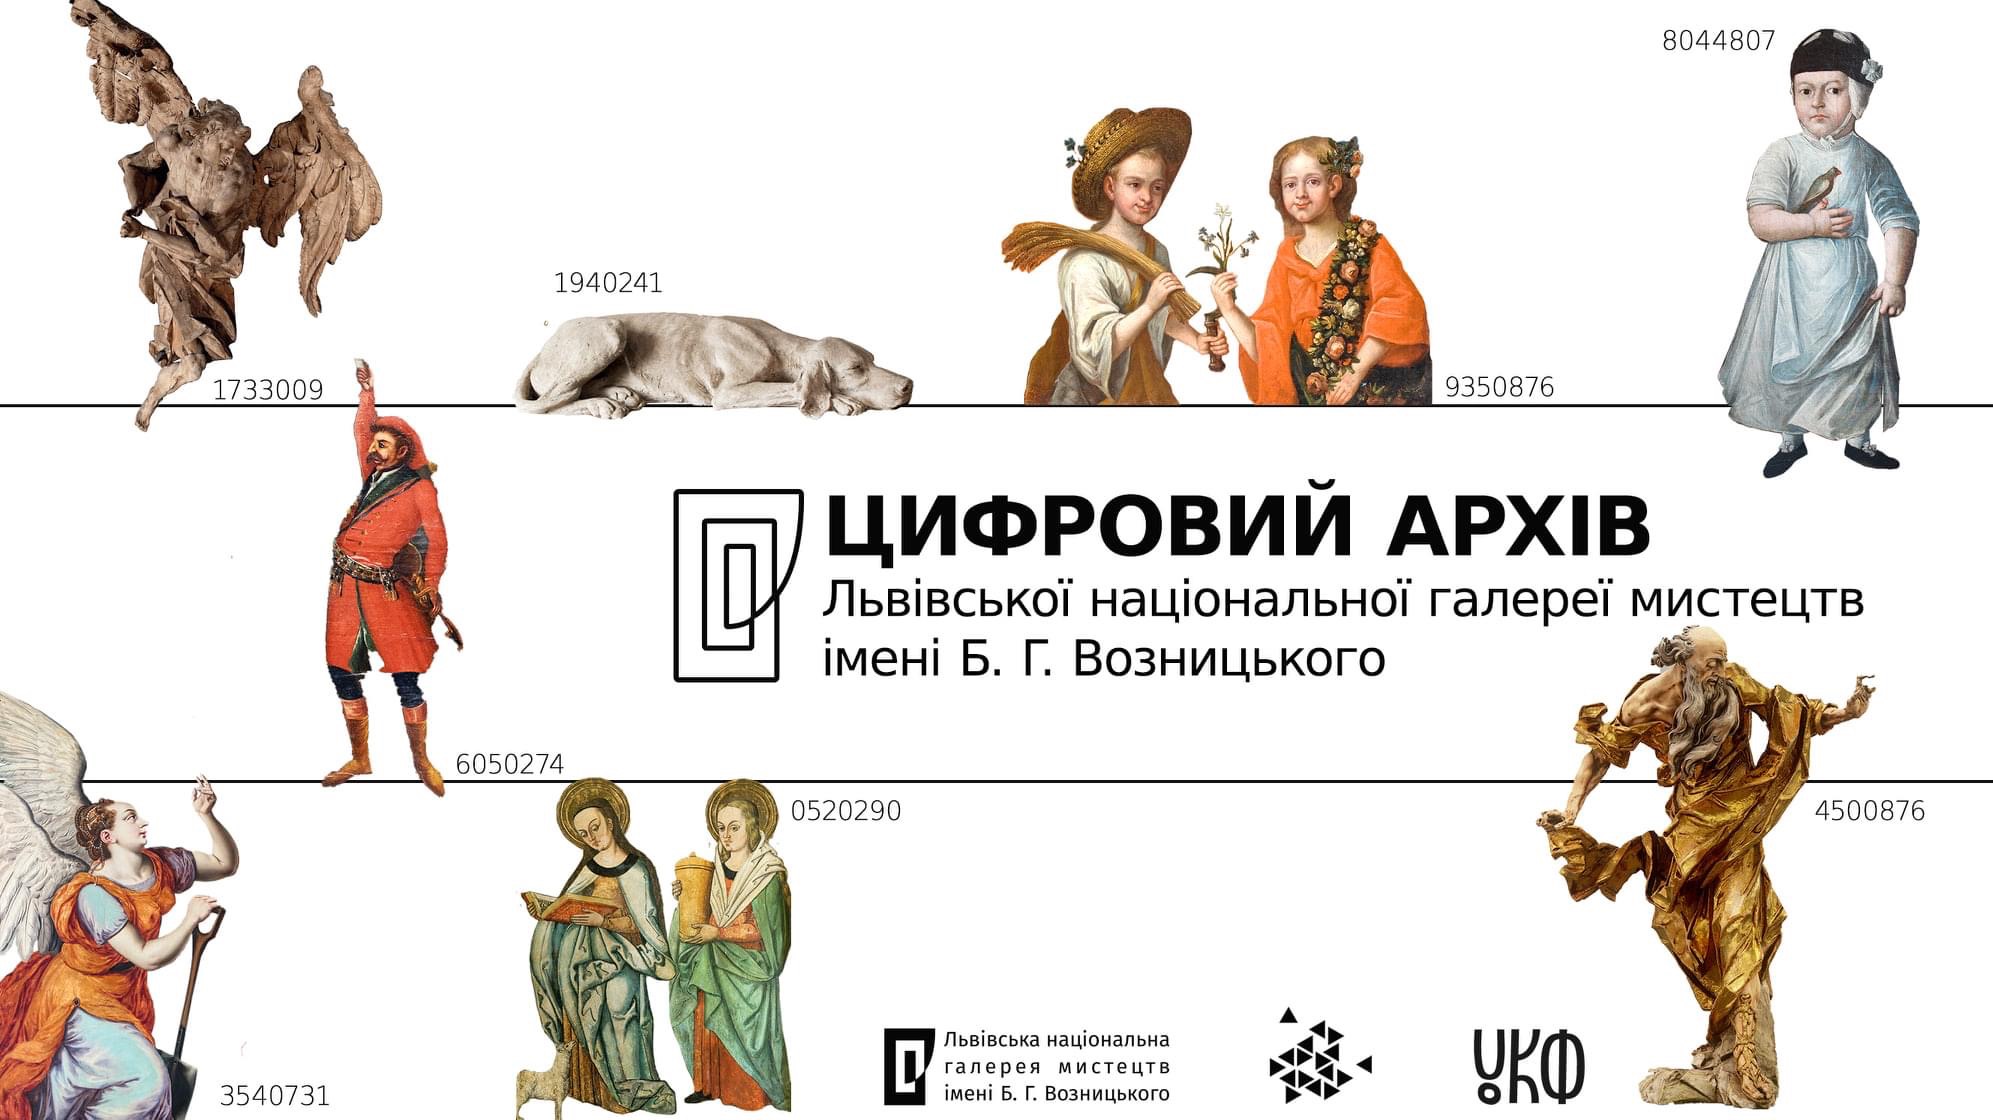 8044807
1940241
1733009
9350876
ЦИФРОВИЙ АРХІВ
Львівської національної галереї мистецтв
імені Б. Г. Возницького
6050274
0520290
4500876
3540731
Львівська національна
галерея мистецтв
імені Б. Г. Возницького
УКФ